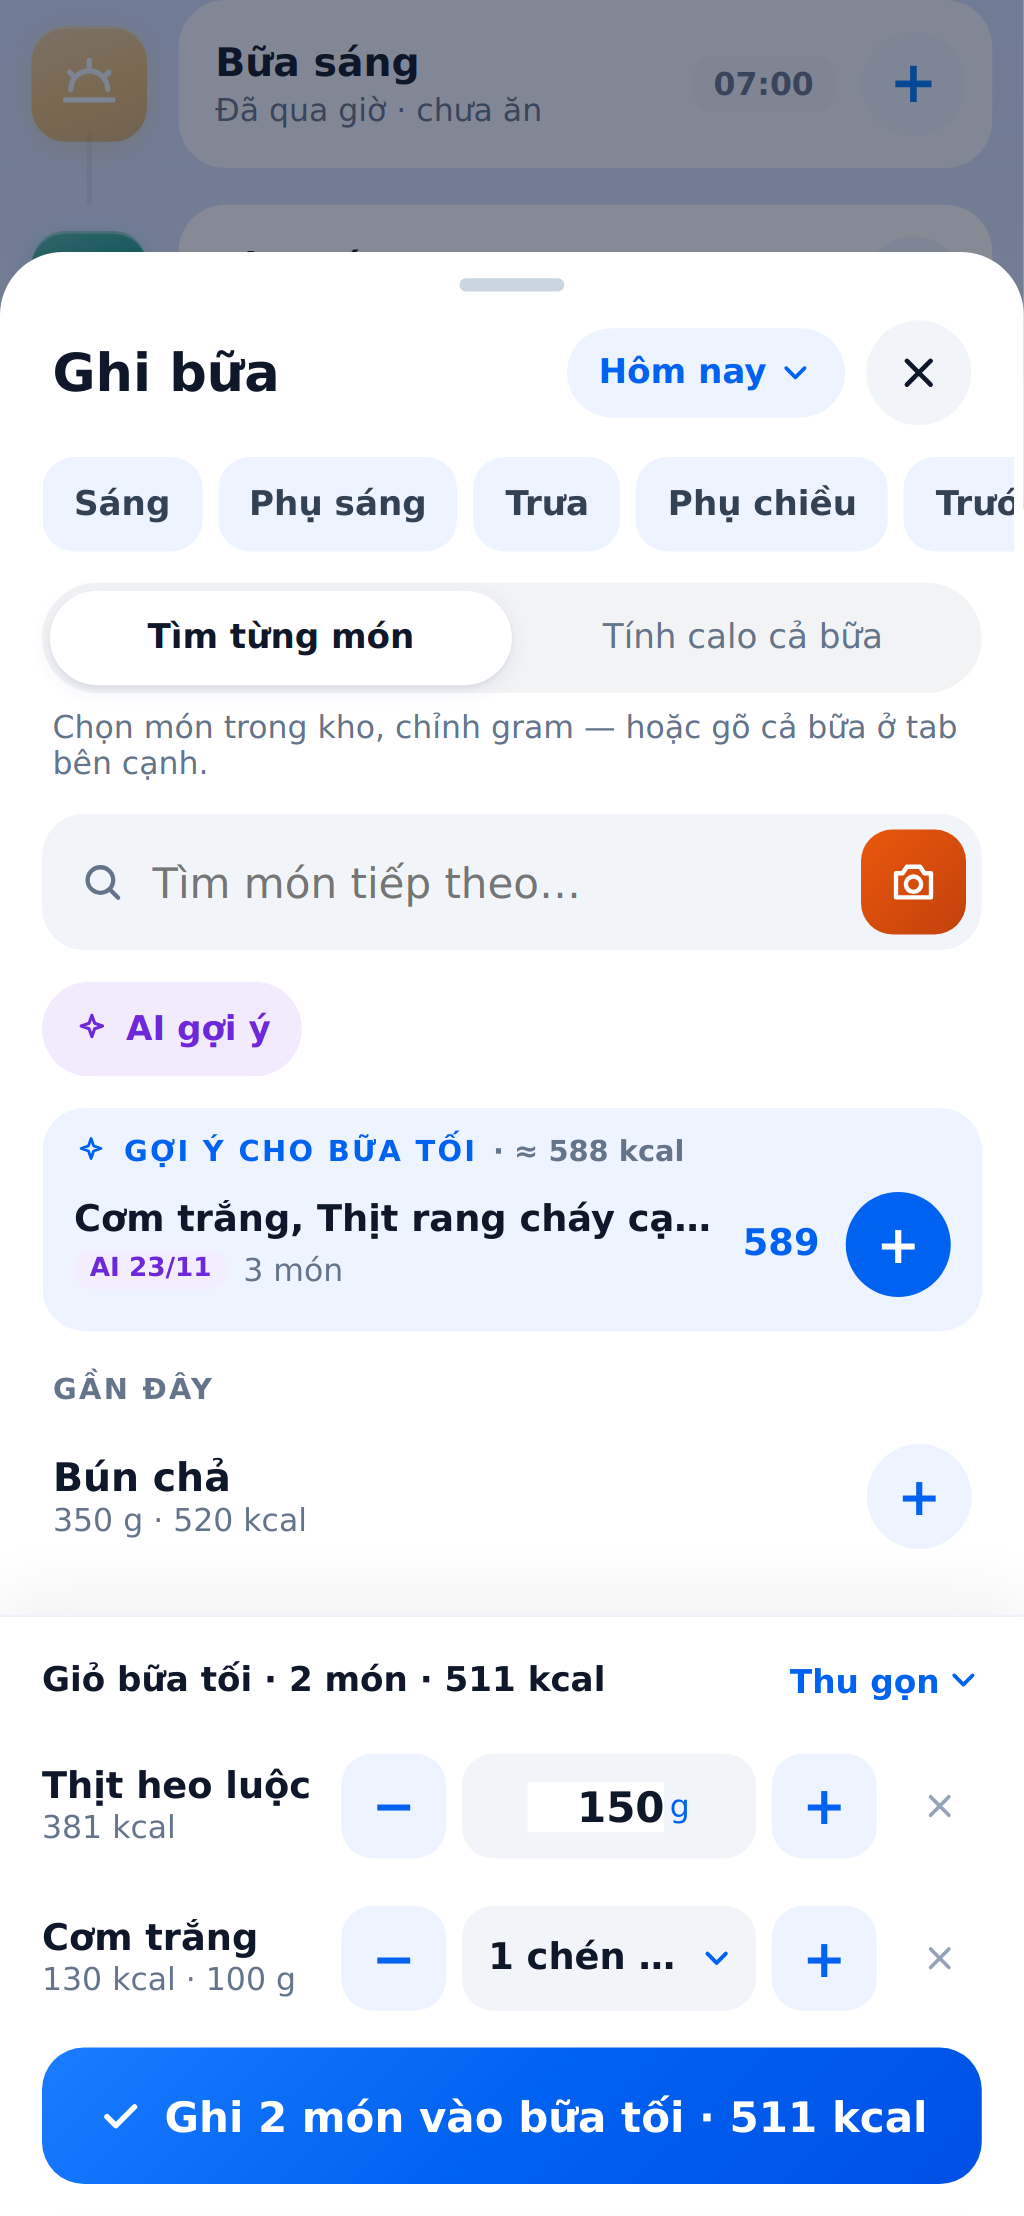 Bữa sáng
Đã qua giờ · chưa ăn
07:00
Ghi bữa
Hôm nay
Sáng
Phụ sáng
Trưa
Phụ chiều
Tìm từng món
Tính calo cả bữa
Chọn món trong kho, chỉnh gram — hoặc gõ cả bữa ở tab
bên cạnh.
Tìm món tiếp theo...
AI gợi ý
GỢI Ý CHO BỮA TỐI · ≈ 588 kcal
Cơm trắng, Thịt rang cháy cạ...
589
AI 23/11 3 món
GẦN ĐÂY
Bún chả
350 g · 520 kcal
Giỏ bữa tối · 2 món · 511 kcal
Thu gọn
Thịt heo luộc
381 kcal
150 g
Cơm trắng
130 kcal · 100 g
1 chén ...
Ghi 2 món vào bữa tối · 511 kcal